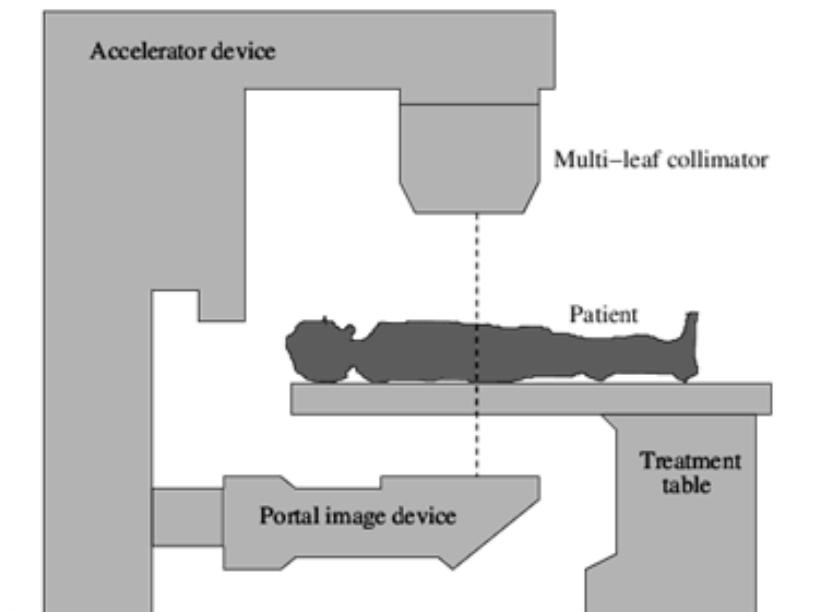 Accelerator device
Multi–leaf collimator
Patient
Treatment
table
Portal image device